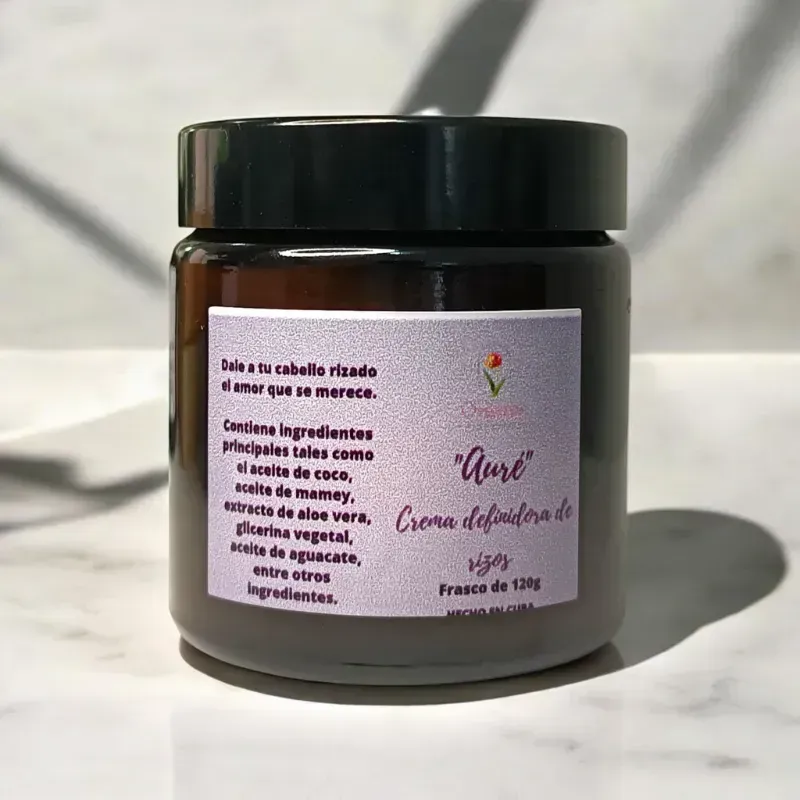 Dale a tu cabello rizado
el amor que se merece.
Contiene ingredientes
principales tales como
el aceite de coco,
aceite de mamey,
extracto de aloe vera,
glicerina vegetal,
aceite de aguacate,
entre otros
ingredientes.
"Auré"
Crema definidora de
rizos
Frasco de 120g
HECHO EN CUBA